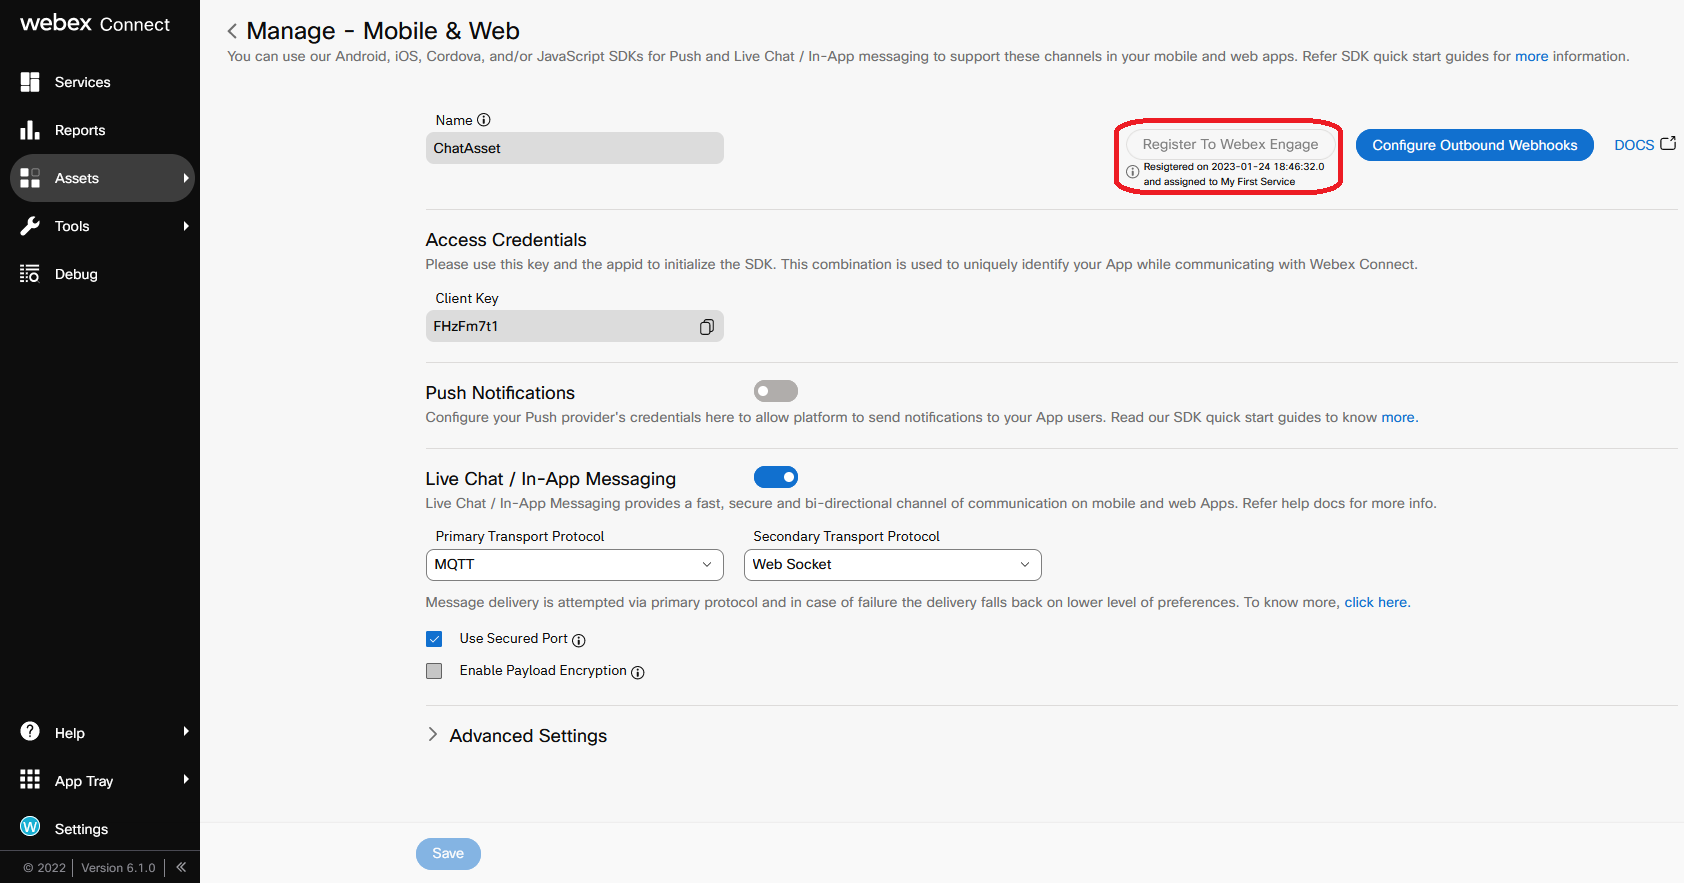 webex Connect
Services
Reports
Assets
Tools
Debug
Help
App Tray
W
Settings
© 2022 | Version 6.1.0
Manage - Mobile & Web
You can use our Android, iOS, Cordova, and/or JavaScript SDKs for Push and Live Chat / In-App messaging to support these channels in your mobile and web apps. Refer SDK quick start guides for more information.
Name
ChatAsset
Register To Webex Engage
Resigtered on 2023-01-24 18:46:32.0
and assigned to My First Service
Configure Outbound Webhooks
DOCS
Access Credentials
Please use this key and the appid to initialize the SDK. This combination is used to uniquely identify your App while communicating with Webex Connect.
Client Key
FHzFm7t1
Push Notifications
Configure your Push provider's credentials here to allow platform to send notifications to your App users. Read our SDK quick start guides to know more.
Live Chat / In-App Messaging
Live Chat / In-App Messaging provides a fast, secure and bi-directional channel of communication on mobile and web Apps. Refer help docs for more info.
Primary Transport Protocol
MQTT
Secondary Transport Protocol
Web Socket
Message delivery is attempted via primary protocol and in case of failure the delivery falls back on lower level of preferences. To know more, click here.
Use Secured Port
Enable Payload Encryption
Advanced Settings
Save